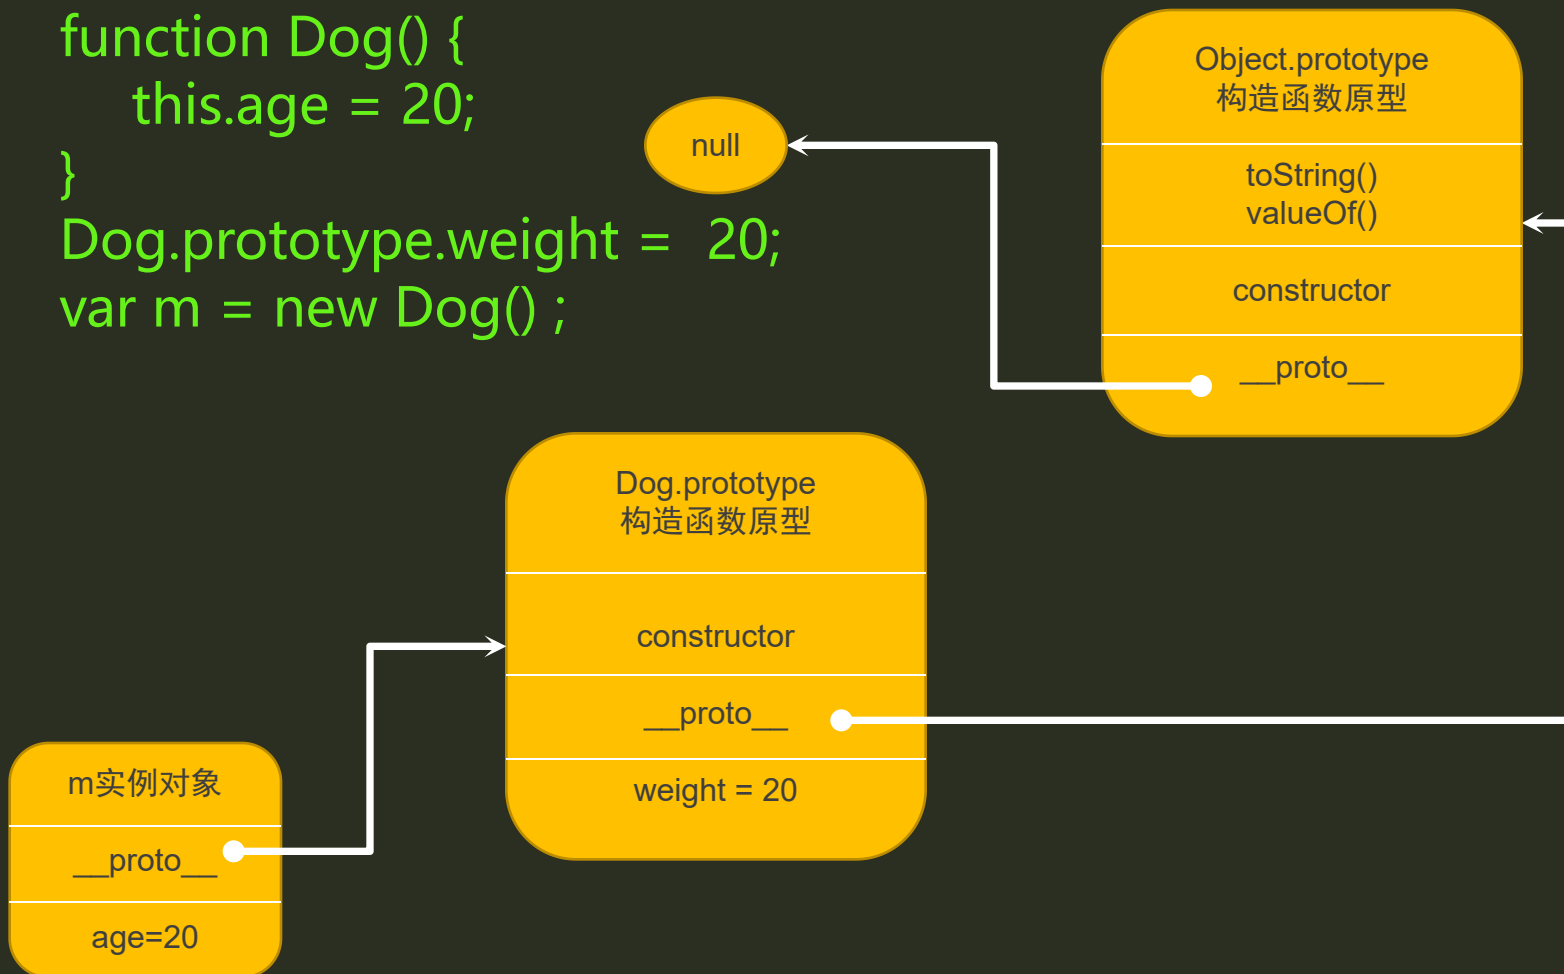 function Dog() {
this.age = 20;
}
Dog.prototype.weight =  20;
var m = new Dog() ;
null
Object.prototype
构造函数原型
toString()
valueOf()
constructor
__proto__
Dog.prototype
构造函数原型
constructor
__proto__
weight = 20
m实例对象
__proto__
age=20